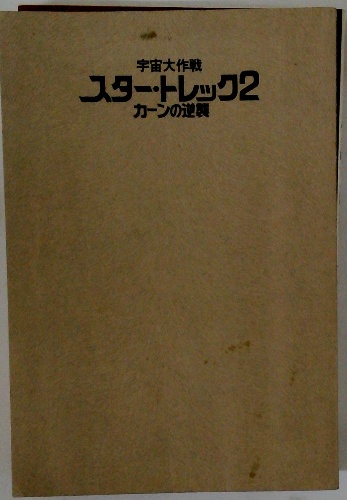 宇宙大作戦
スター・トレック2
カーンの逆襲